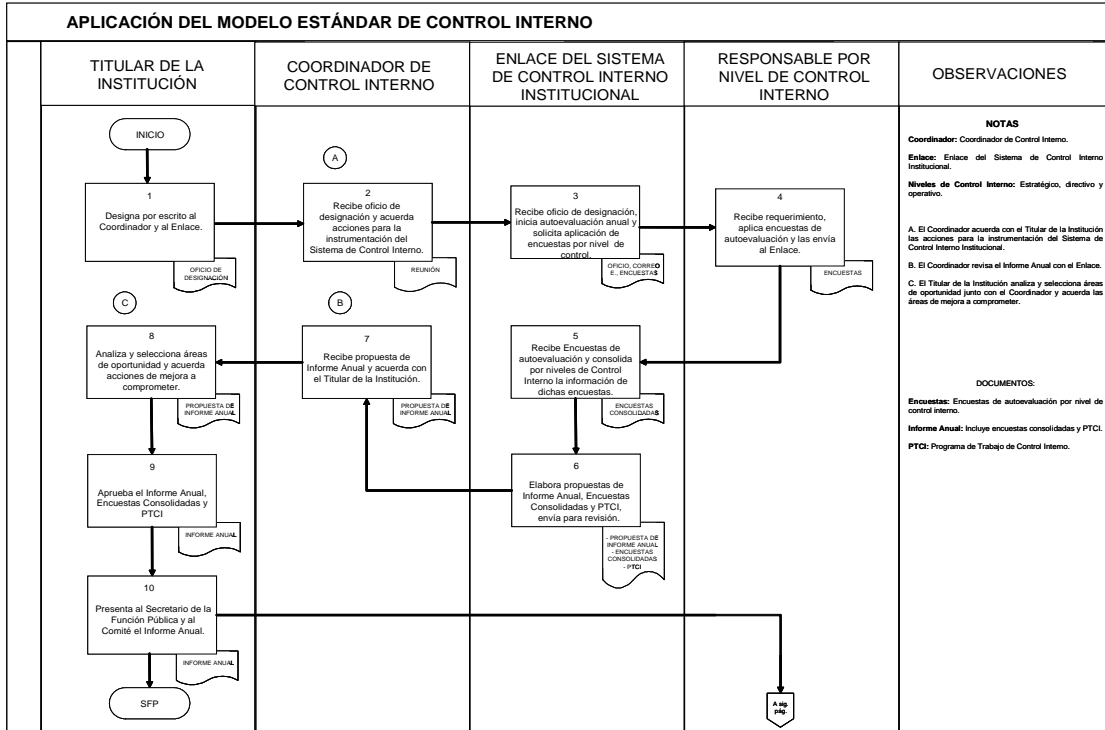 APLICACIÓN DEL MODELO ESTÁNDAR DE CONTROL INTERNO
TITULAR DE LA
INSTITUCIÓN
COORDINADOR DE
CONTROL INTERNO
ENLACE DEL SISTEMA
DE CONTROL INTERNO
INSTITUCIONAL
RESPONSABLE POR
NIVEL DE CONTROL
INTERNO
OBSERVACIONES
INICIO
1
Designa por escrito al
Coordinador y al Enlace.
OFICIO DE
DESIGNACIÓN
A
2
Recibe oficio de
designación y acuerda
acciones para la
instrumentación del
Sistema de Control Interno.
REUNIÓN
3
Recibe oficio de designación,
inicia autoevaluación anual y
solicita aplicación de
encuestas por nivel de
control.
OFICIO, CORREO
E., ENCUESTAS
4
Recibe requerimiento,
aplica encuestas de
autoevaluación y las envía
al Enlace.
ENCUESTAS
C
8
Analiza y selecciona áreas
de oportunidad y acuerda
acciones de mejora a
comprometer.
PROPUESTA DE
INFORME ANUAL
B
7
Recibe propuesta de
Informe Anual y acuerda con
el Titular de la Institución.
PROPUESTA DE
INFORME ANUAL
5
Recibe Encuestas de
autoevaluación y consolida
por niveles de Control
Interno la información de
dichas encuestas.
ENCUESTAS
CONSOLIDADAS
9
Aprueba el Informe Anual,
Encuestas Consolidadas y
PTCI
INFORME ANUAL
6
Elabora propuestas de
Informe Anual, Encuestas
Consolidadas y PTCI,
envía para revisión.
- PROPUESTA DE
INFORME ANUAL
- ENCUESTAS
CONSOLIDADAS
- PTCI
10
Presenta al Secretario de la
Función Pública y al
Comité el Informe Anual.
INFORME ANUAL
SFP
A sig.
pág.
NOTAS
Coordinador: Coordinador de Control Interno.
Enlace: Enlace del Sistema de Control Interno
Institucional.
Niveles de Control Interno: Estratégico, directivo y
operativo.
A. El Coordinador acuerda con el Titular de la Institución
las acciones para la instrumentación del Sistema de
Control Interno Institucional.
B. El Coordinador revisa el Informe Anual con el Enlace.
C. El Titular de la Institución analiza y selecciona áreas
de oportunidad junto con el Coordinador y acuerda las
áreas de mejora a comprometer.
DOCUMENTOS:
Encuestas: Encuestas de autoevaluación por nivel de
control interno.
Informe Anual: Incluye encuestas consolidadas y PTCI.
PTCI: Programa de Trabajo de Control Interno.